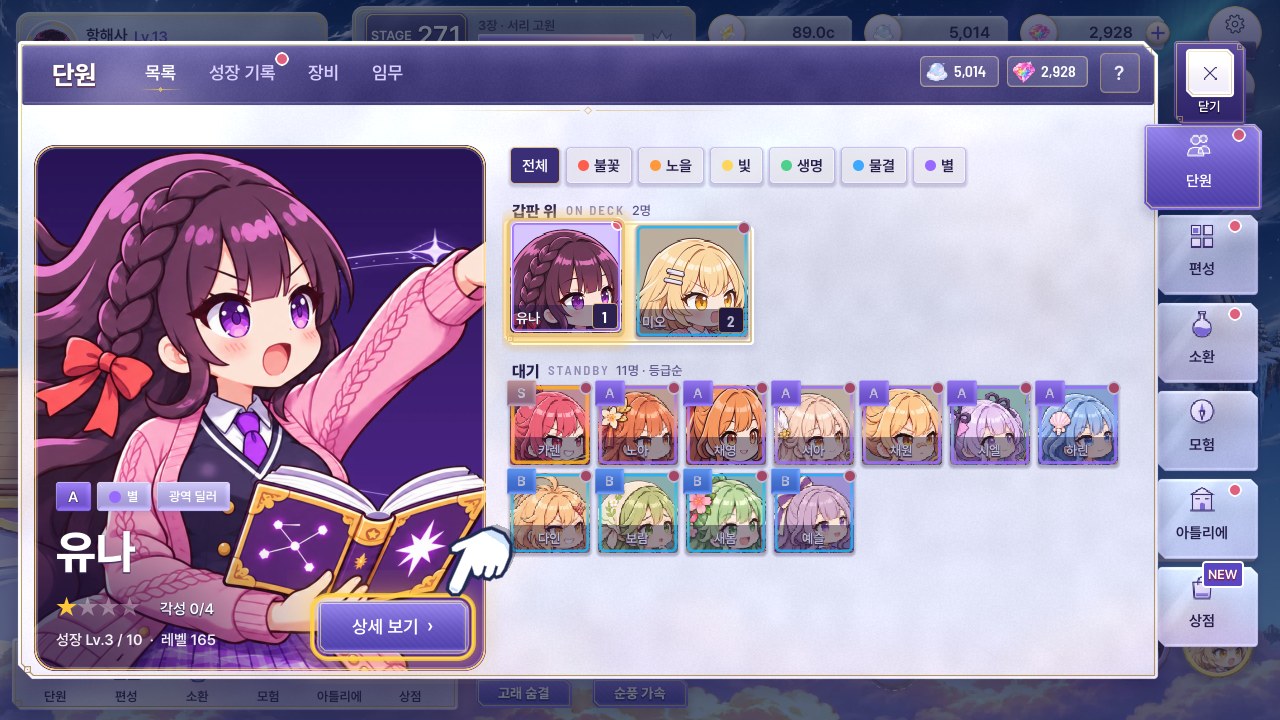 항해사 Lv.13
STAGE 271
3장 · 서리 고원
89.0c
5,014
2,928
단원
목록
성장 기록
장비
임무
5,014
2,928
?
닫기
전체
불꽃
노을
빛
생명
물결
별
갑판 위 ON DECK 2명
유나 1
미오 2
대기 STANDBY 11명 · 등급순
S 카렌
A 노아
A 재영
A 서아
A 재원
A 시엘
A 하린
B 다인
B 보람
B 새봄
B 예슬
A
별
광역 딜러
유나
각성 0/4
성장 Lv.3 / 10 · 레벨 165
상세 보기 ›
단원
편성
소환
모험
아틀리에
NEW
상점
단원
편성
소환
모험
아틀리에
상점
고래 숨결
순풍 가속